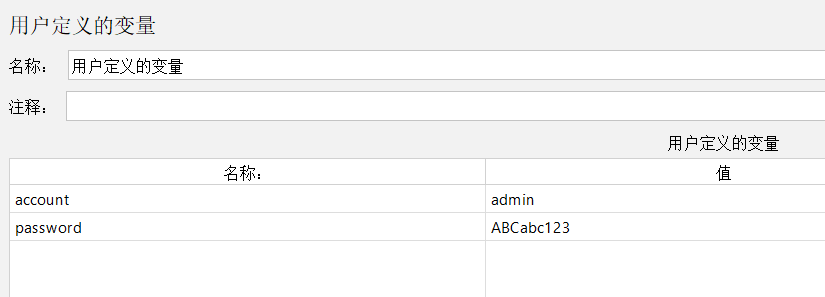 用户定义的变量
名称： 用户定义的变量
注释：
用户定义的变量
名称： 值
account admin
password ABCabc123